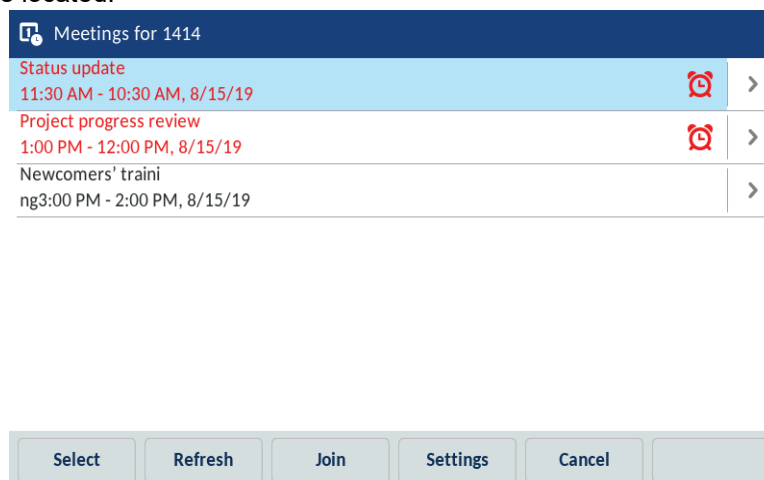 located.
Meetings for 1414
Status update
11:30 AM - 10:30 AM, 8/15/19
Project progress review
1:00 PM - 12:00 PM, 8/15/19
Newcomers' traini
ng3:00 PM - 2:00 PM, 8/15/19
Select Refresh Join Settings Cancel